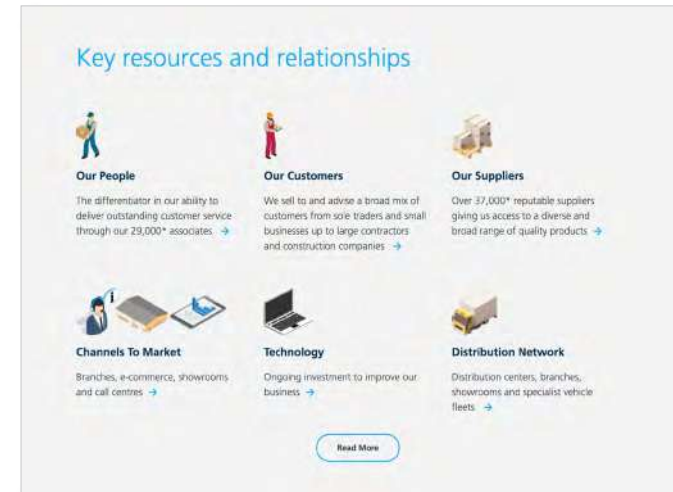 Key resources and relationships
Our People
The differentiator in our ability to
deliver outstanding customer service
through our 29,000* associates →
Our Customers
We sell to and advise a broad mix of
customers from sole traders and small
businesses up to large contractors
and construction companies →
Our Suppliers
Over 37,000* reputable suppliers
giving us access to a diverse and
broad range of quality products →
i
Channels To Market
Branches, e-commerce, showrooms
and call centres →
Technology
Ongoing investment to improve our
business →
Distribution Network
Distribution centers, branches,
showrooms and specialist vehicle
fleets →
Read More